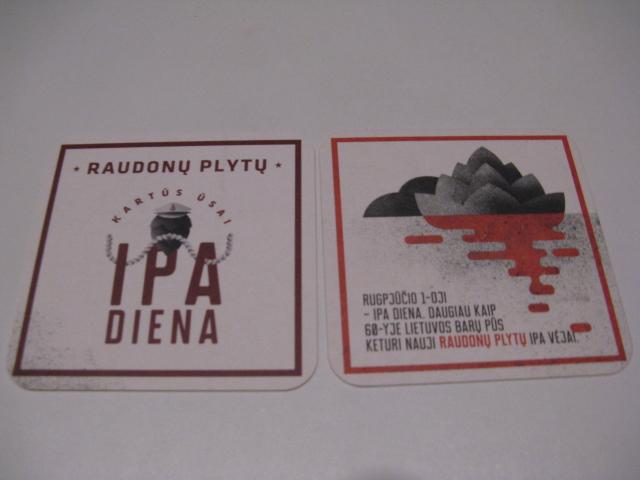 * RAUDONŲ PLYTŲ *
KARTŪS ŪSAI
IPA
DIENA
RUGPJŪČIO 1-OJI
– IPA DIENA. DAUGIAU KAIP
60-YJE LIETUVOS BARŲ PŪS
KETURI NAUJI RAUDONŲ PLYTŲ IPA VĖJAI.